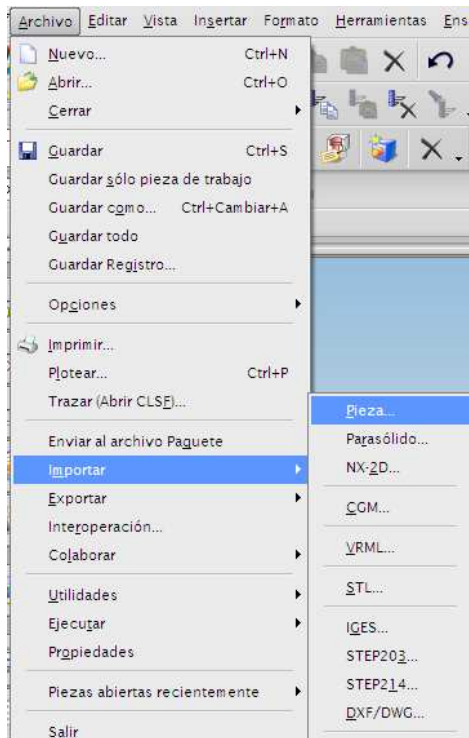 Archivo Editar Vista Insertar Formato Herramientas Ens
Nuevo... Ctrl+N
Abrir... Ctrl+O
Cerrar
Guardar Ctrl+S
Guardar sólo pieza de trabajo
Guardar como... Ctrl+Cambiar+A
Guardar todo
Guardar Registro...
Opciones
Imprimir...
Plotear... Ctrl+P
Trazar (Abrir CLSF)...
Enviar al archivo Paquete
Importar
Exportar
Interoperación...
Colaborar
Utilidades
Ejecutar
Propiedades
Piezas abiertas recientemente
Salir
Pieza...
Parasólido...
NX-2D...
CGM...
VRML...
STL...
IGES...
STEP203...
STEP214...
DXF/DWG...